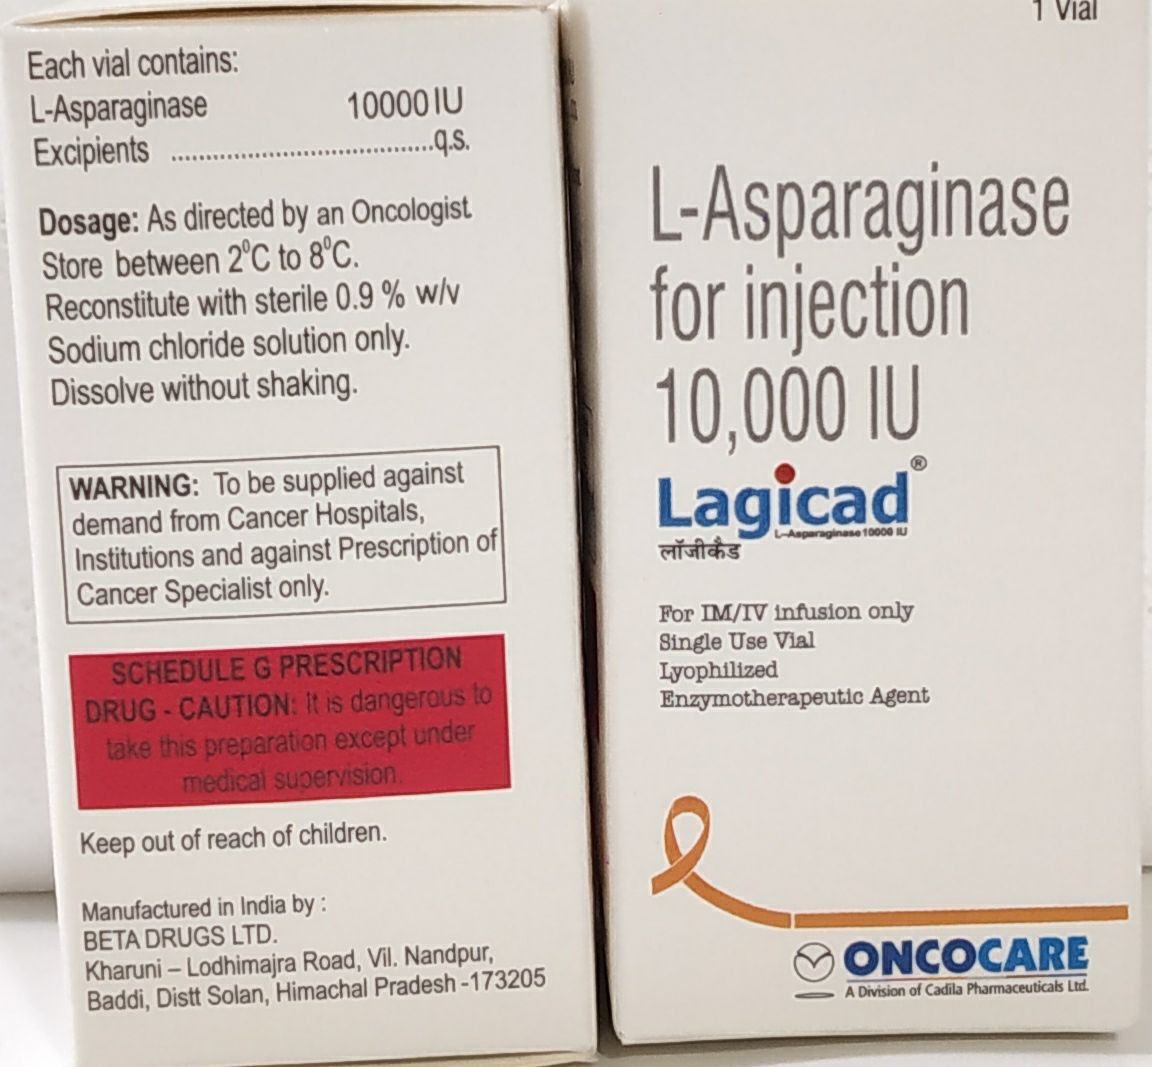 Each vial contains:
L-Asparaginase 10000 IU
Excipients ......................................q.s.
Dosage: As directed by an Oncologist
Store between 2⁰C to 8⁰C.
Reconstitute with sterile 0.9 % w/v
Sodium chloride solution only.
Dissolve without shaking.
WARNING: To be supplied against
demand from Cancer Hospitals,
Institutions and against Prescription of
Cancer Specialist only.
SCHEDULE G PRESCRIPTION
DRUG - CAUTION: It is dangerous to
take this preparation except under
medical supervision.
Keep out of reach of children.
Manufactured in India by :
BETA DRUGS LTD.
Kharuni – Lodhimajra Road, Vil. Nandpur,
Baddi, Distt Solan, Himachal Pradesh -173205
1 Vial
L-Asparaginase
for injection
10,000 IU
Lagicad®
L-Asparaginase 10000 IU
लॉजीकैड
For IM/IV infusion only
Single Use Vial
Lyophilized
Enzymotherapeutic Agent
ONCOCARE
A Division of Cadila Pharmaceuticals Ltd.